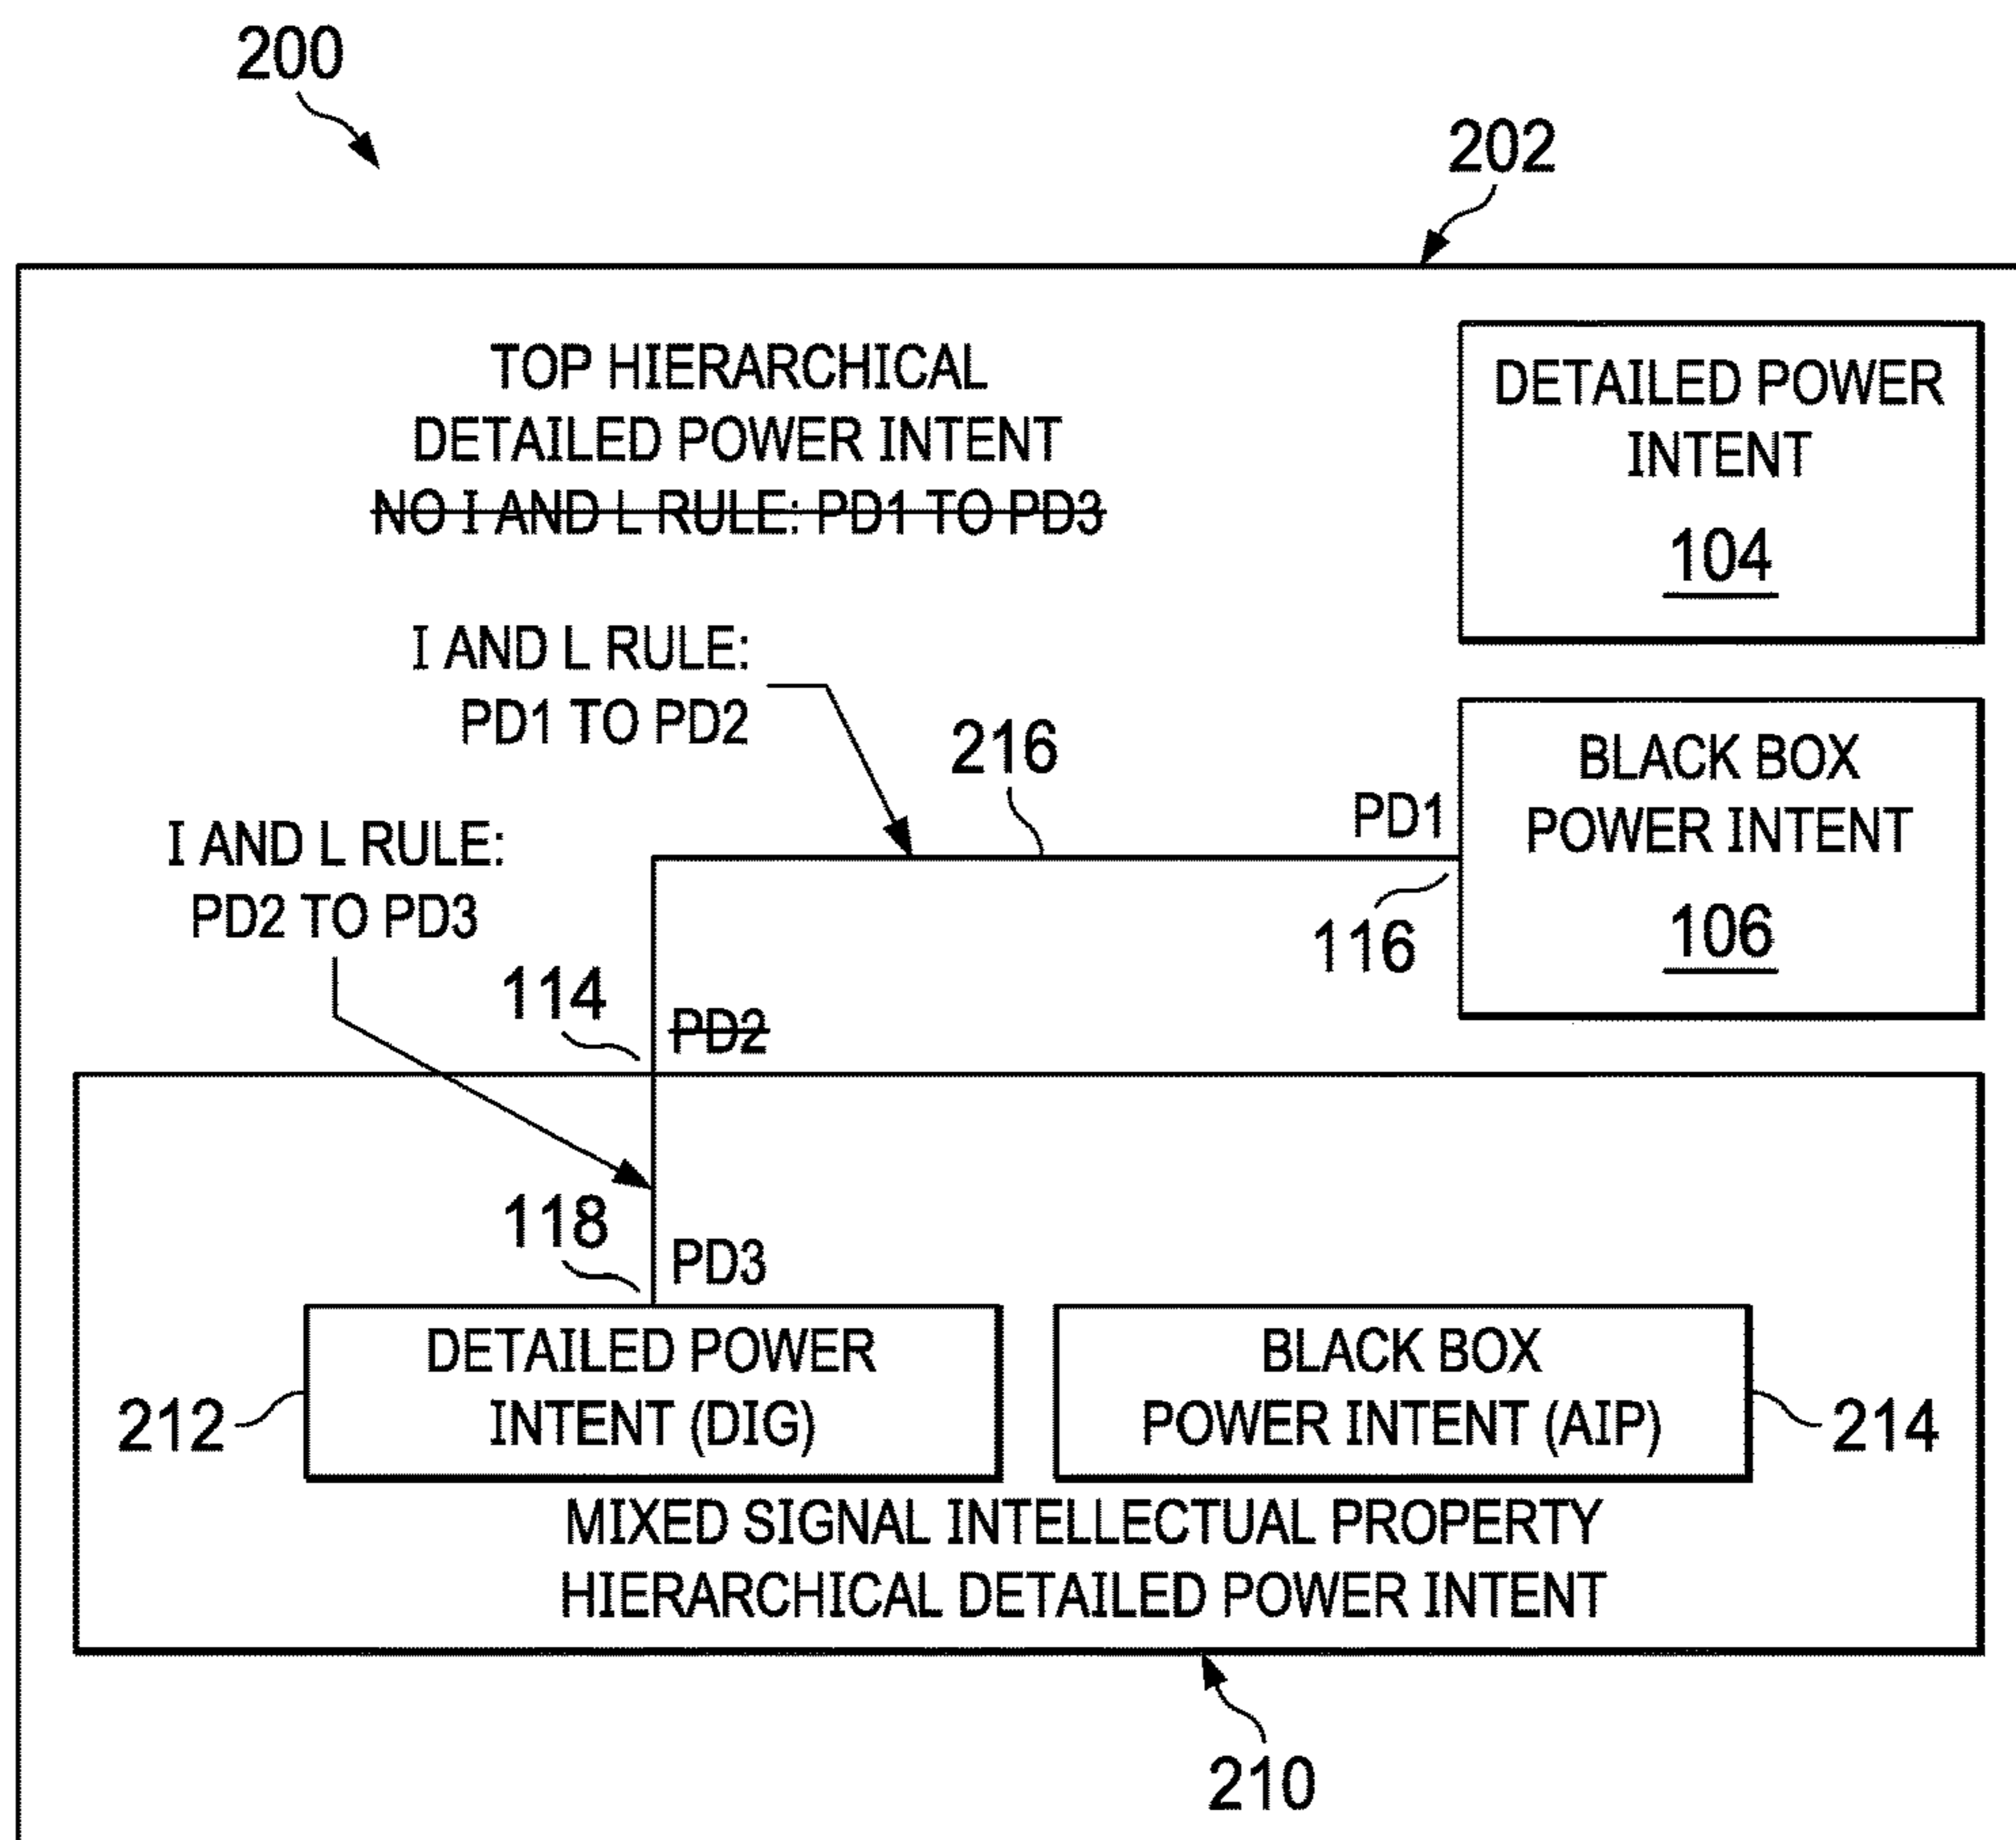 200
202
TOP HIERARCHICAL
DETAILED POWER INTENT
NO I AND L RULE: PD1 TO PD3
DETAILED POWER
INTENT
104
I AND L RULE:
PD1 TO PD2
216
PD1
116
BLACK BOX
POWER INTENT
106
I AND L RULE:
PD2 TO PD3
114
PD2
118
PD3
DETAILED POWER
INTENT (DIG)
212
BLACK BOX
POWER INTENT (AIP)
214
MIXED SIGNAL INTELLECTUAL PROPERTY
HIERARCHICAL DETAILED POWER INTENT
210